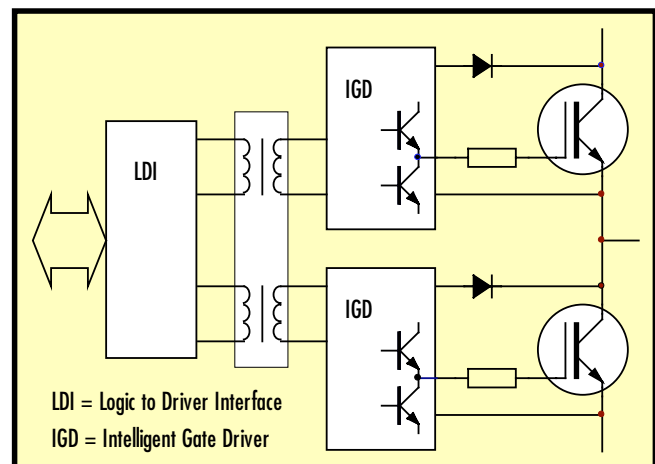 IGD
LDI
IGD
LDI = Logic to Driver Interface
IGD = Intelligent Gate Driver